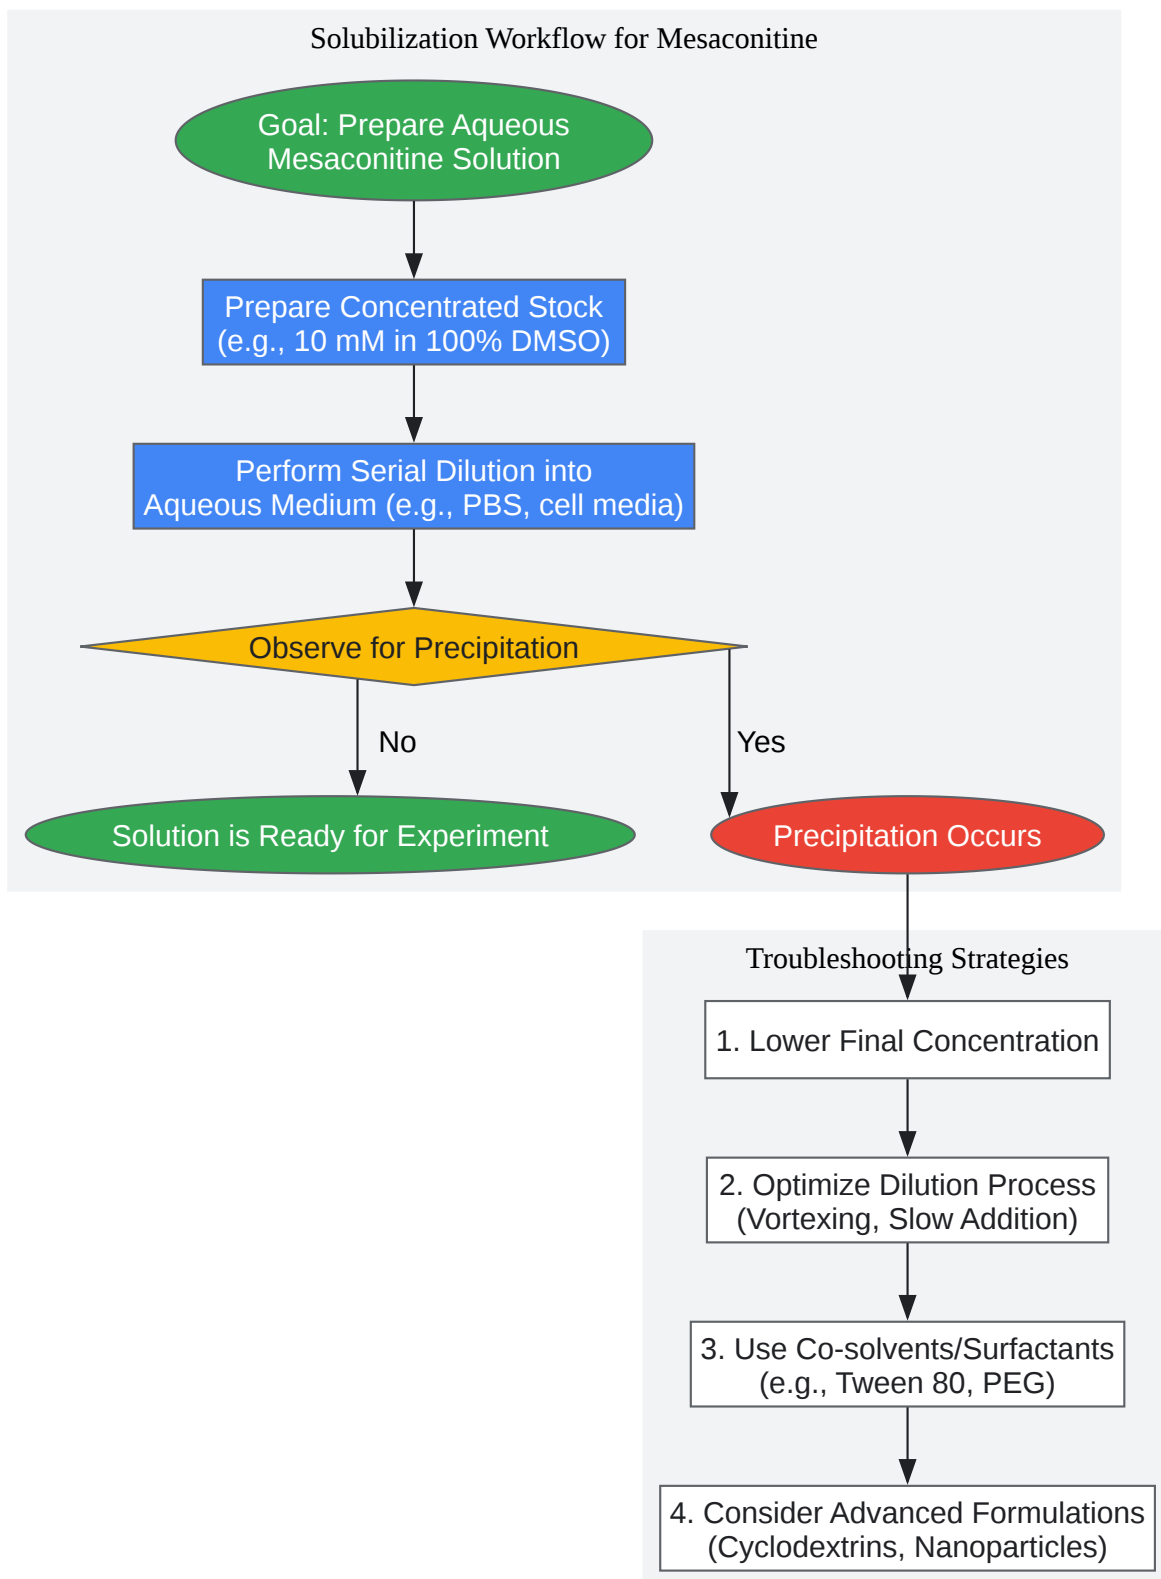 Solubilization Workflow for Mesaconitine
Goal: Prepare Aqueous
Mesaconitine Solution
Prepare Concentrated Stock
(e.g., 10 mM in 100% DMSO)
Perform Serial Dilution into
Aqueous Medium (e.g., PBS, cell media)
Observe for Precipitation
No
Yes
Solution is Ready for Experiment
Precipitation Occurs
Troubleshooting Strategies
1. Lower Final Concentration
2. Optimize Dilution Process
(Vortexing, Slow Addition)
3. Use Co-solvents/Surfactants
(e.g., Tween 80, PEG)
4. Consider Advanced Formulations
(Cyclodextrins, Nanoparticles)